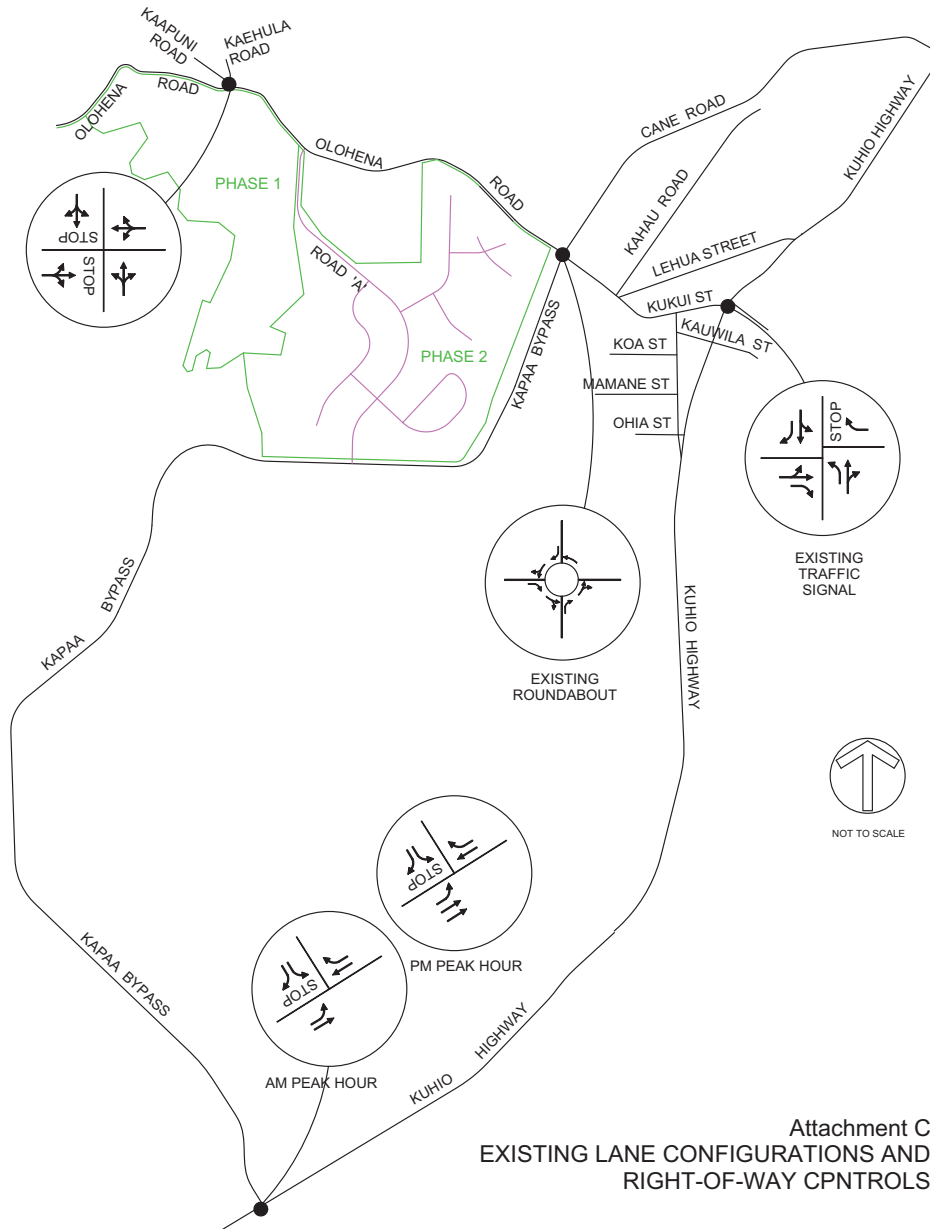 KAAPUNI
ROAD
KAEHULA
ROAD
OLOHENA
ROAD
OLOHENA
ROAD
CANE ROAD
KAHAU ROAD
KUHIO HIGHWAY
LEHUA STREET
PHASE 1
STOP
STOP
ROAD 'A'
PHASE 2
KAPAA BYPASS
KUKUI ST
KAUWILA ST
KOA ST
MAMANE ST
OHIA ST
STOP
EXISTING
TRAFFIC
SIGNAL
KAPAA
BYPASS
EXISTING
ROUNDABOUT
KUHIO HIGHWAY
NOT TO SCALE
STOP
PM PEAK HOUR
STOP
AM PEAK HOUR
KAPAA BYPASS
KUHIO
HIGHWAY
Attachment C
EXISTING LANE CONFIGURATIONS AND
RIGHT-OF-WAY CPNTROLS